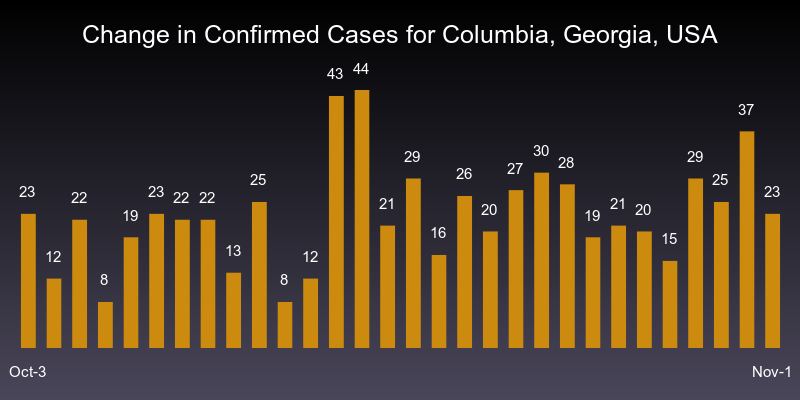 Change in Confirmed Cases for Columbia, Georgia, USA
23 12 22 8 19 23 22 22 13 25 8 12 43 44 21 29 16 26 20 27 30 28 19 21 20 15 29 25 37 23
Oct-3 Nov-1